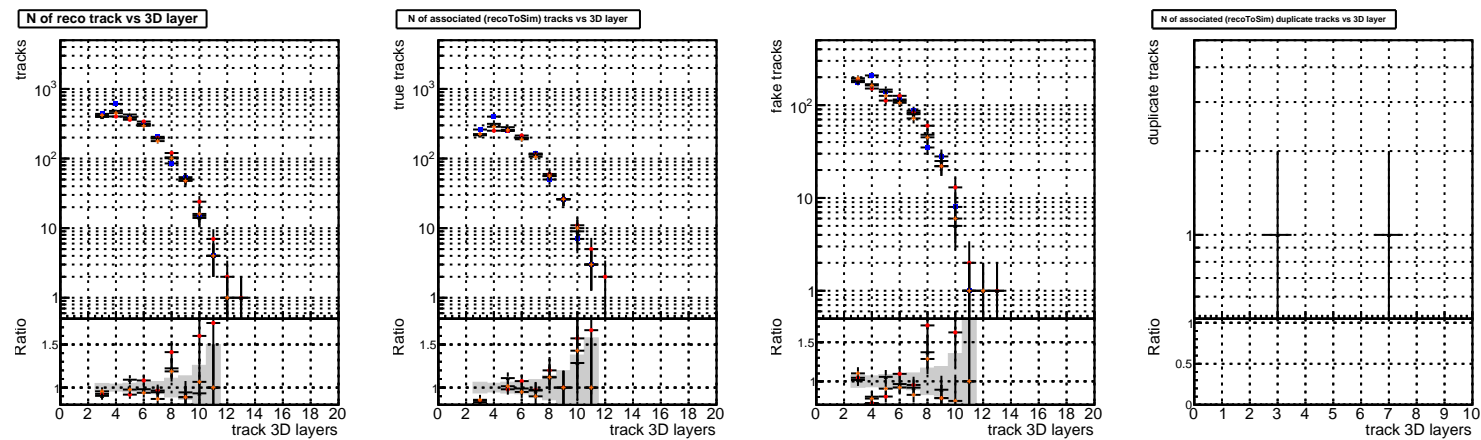 N of reco track vs 3D layer
tracks
10³
10²
10
1
Ratio
1.5
1
0 2 4 6 8 10 12 14 16 18 20
track 3D layers
N of associated (recoToSim) tracks vs 3D layer
true tracks
10³
10²
10
1
Ratio
1.5
1
0 2 4 6 8 10 12 14 16 18 20
track 3D layers
fake tracks
10²
10
1
Ratio
1
0 2 4 6 8 10 12 14 16 18 20
track 3D layers
N of associated (recoToSim) duplicate tracks vs 3D layer
duplicate tracks
1
Ratio
1
0.5
0
0 1 2 3 4 5 6 7 8 9 10
track 3D layers